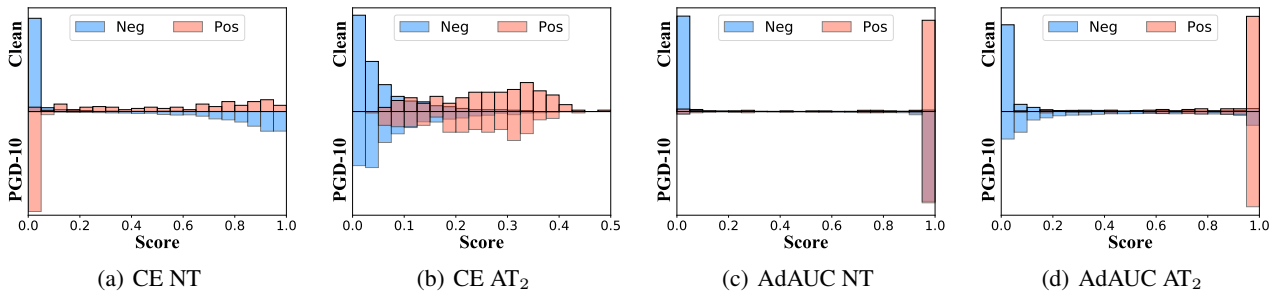 Clean
PGD-10
Neg Pos
0.0 0.2 0.4 0.6 0.8 1.0
Score
(a) CE NT
Clean
PGD-10
Neg Pos
0.0 0.1 0.2 0.3 0.4 0.5
Score
(b) CE AT₂
Clean
PGD-10
Neg Pos
0.0 0.2 0.4 0.6 0.8 1.0
Score
(c) AdAUC NT
Clean
PGD-10
Neg Pos
0.0 0.2 0.4 0.6 0.8 1.0
Score
(d) AdAUC AT₂